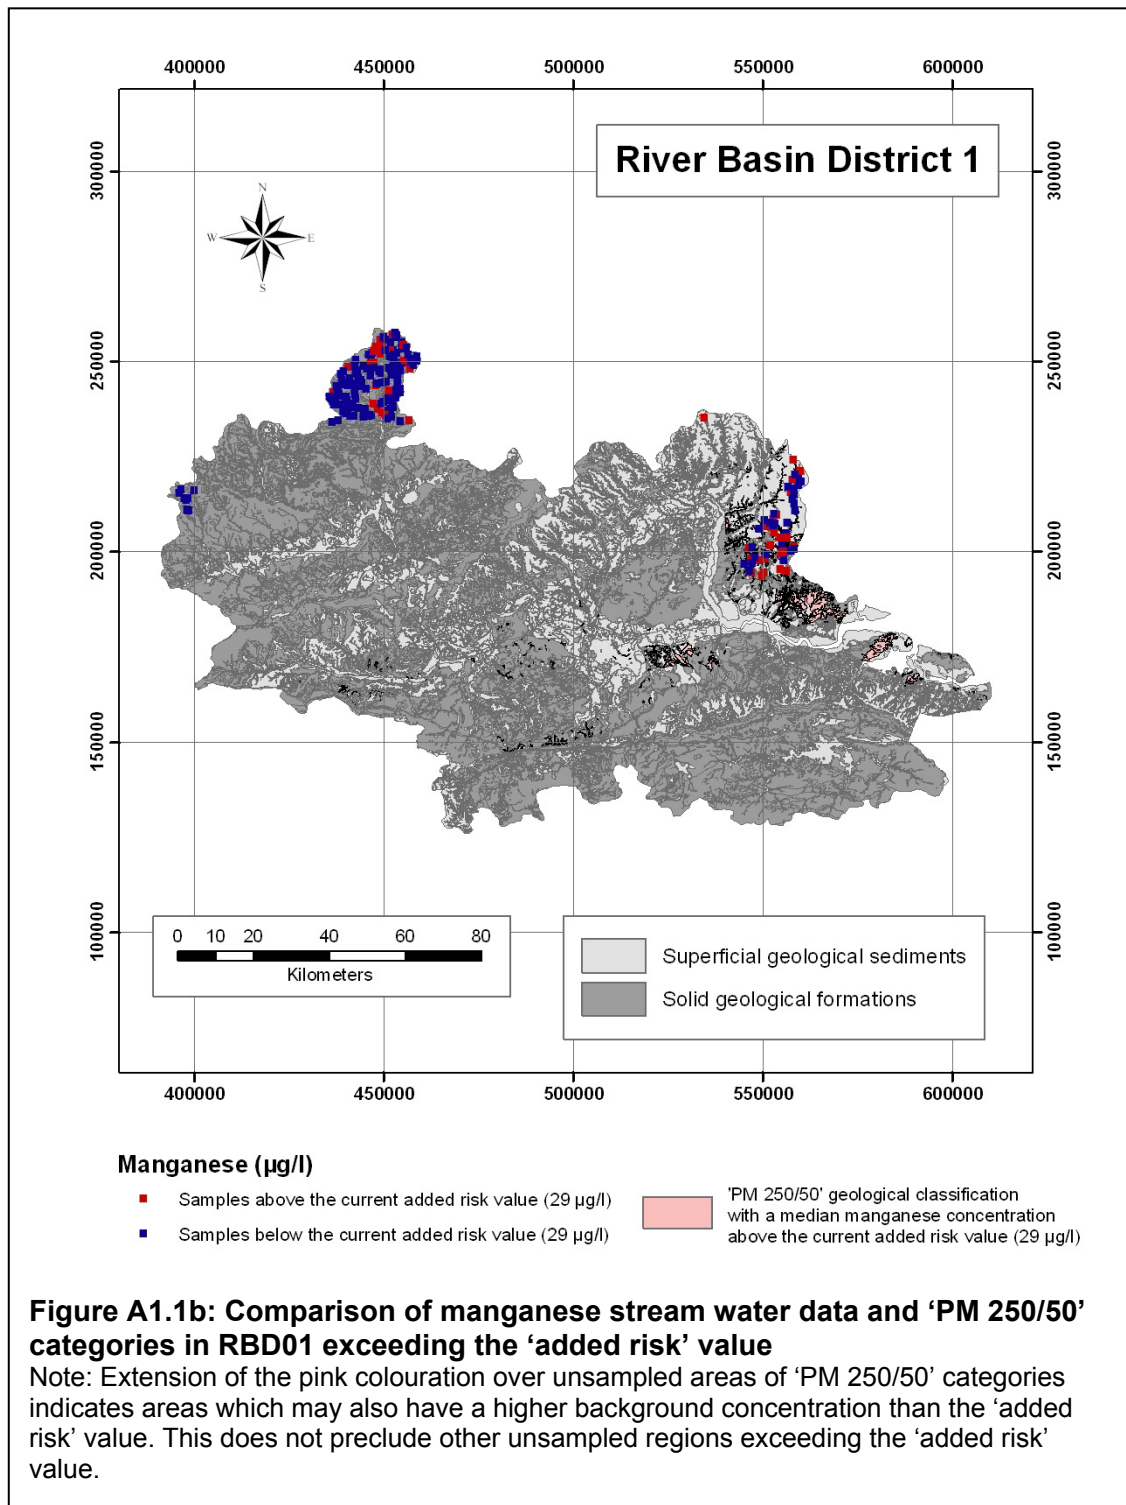 400000 450000 500000 550000 600000
River Basin District 1
300000 300000
N
W E
S
250000 250000
200000 200000
150000 150000
100000 100000
0 10 20 40 60 80
Kilometers
Superficial geological sediments
Solid geological formations
400000 450000 500000 550000 600000
Manganese (µg/l)
Samples above the current added risk value (29 µg/l)
Samples below the current added risk value (29 µg/l)
'PM 250/50' geological classification
with a median manganese concentration
above the current added risk value (29 µg/l)
Figure A1.1b: Comparison of manganese stream water data and ‘PM 250/50’
categories in RBD01 exceeding the ‘added risk’ value
Note: Extension of the pink colouration over unsampled areas of ‘PM 250/50’ categories
indicates areas which may also have a higher background concentration than the ‘added
risk’ value. This does not preclude other unsampled regions exceeding the ‘added risk’
value.